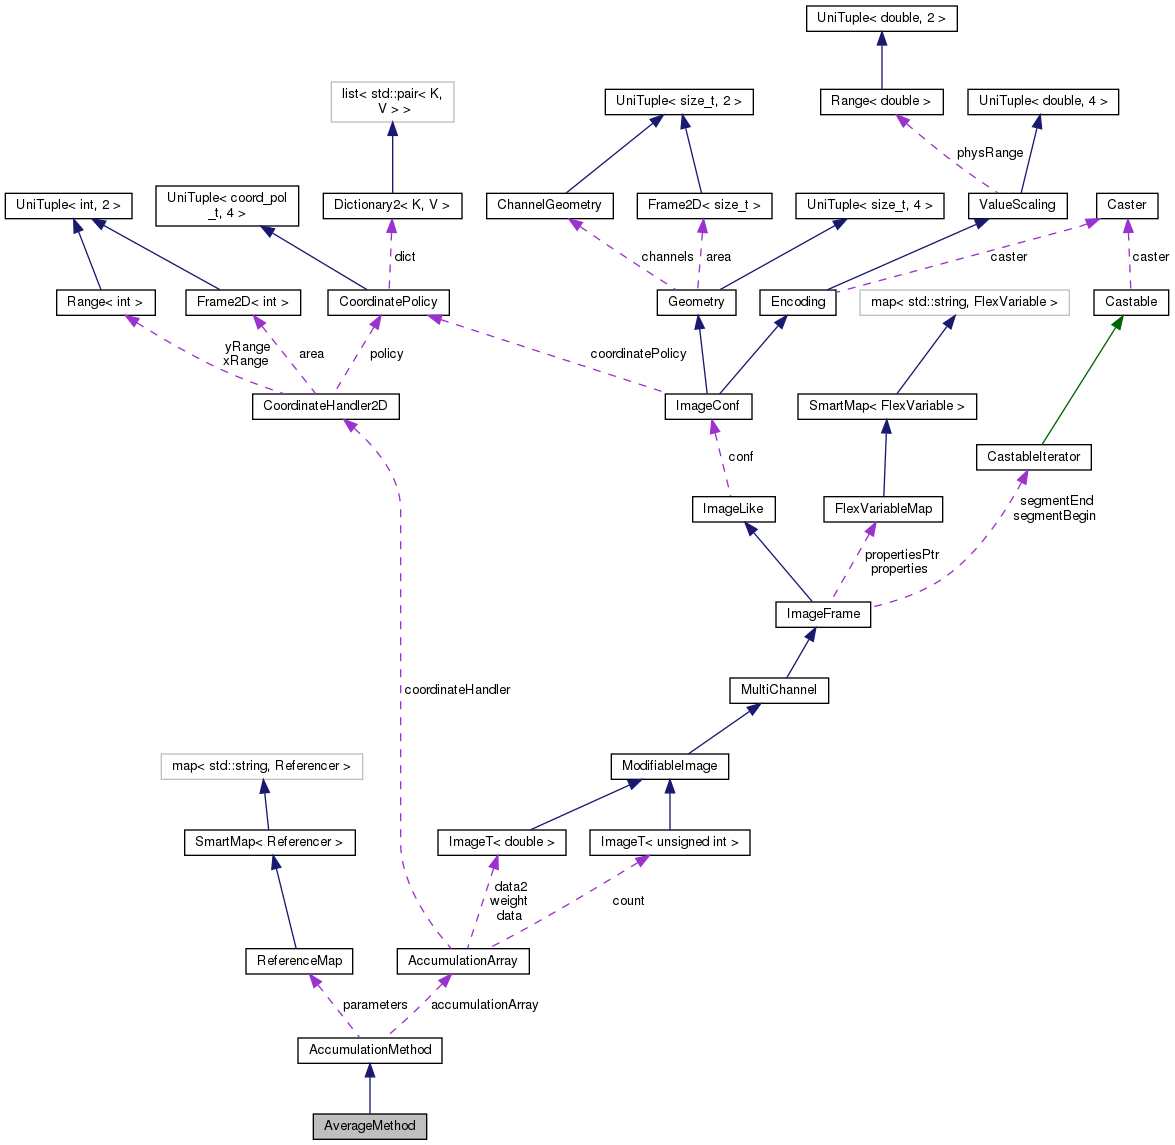 UniTuple< double, 2 >
list< std::pair< K,
V > >
UniTuple< size_t, 2 >
Range< double >
UniTuple< double, 4 >
physRange
UniTuple< int, 2 >
UniTuple< coord_pol
_t, 4 >
Dictionary2< K, V >
ChannelGeometry
Frame2D< size_t >
UniTuple< size_t, 4 >
ValueScaling
Caster
dict
channels
area
caster
caster
Range< int >
Frame2D< int >
CoordinatePolicy
Geometry
Encoding
map< std::string, FlexVariable >
Castable
yRange
xRange
area
policy
coordinatePolicy
CoordinateHandler2D
ImageConf
SmartMap< FlexVariable >
conf
CastableIterator
ImageLike
FlexVariableMap
segmentEnd
segmentBegin
propertiesPtr
properties
ImageFrame
coordinateHandler
MultiChannel
map< std::string, Referencer >
ModifiableImage
SmartMap< Referencer >
ImageT< double >
ImageT< unsigned int >
data2
weight
data
count
ReferenceMap
AccumulationArray
parameters
accumulationArray
AccumulationMethod
AverageMethod